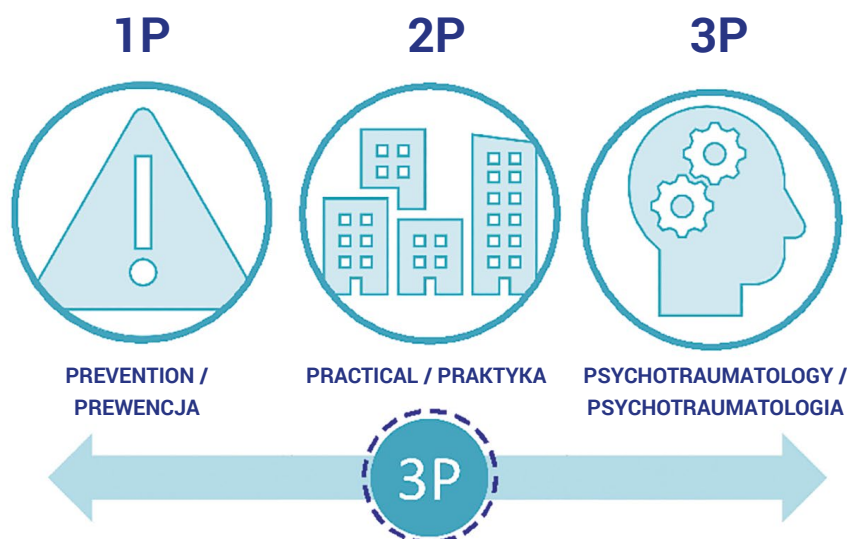 1P
2P
3P
PREVENTION /
PREWENCJA
PRACTICAL / PRAKTYKA
PSYCHOTRAUMATOLOGY /
PSYCHOTRAUMATOLOGIA
3P